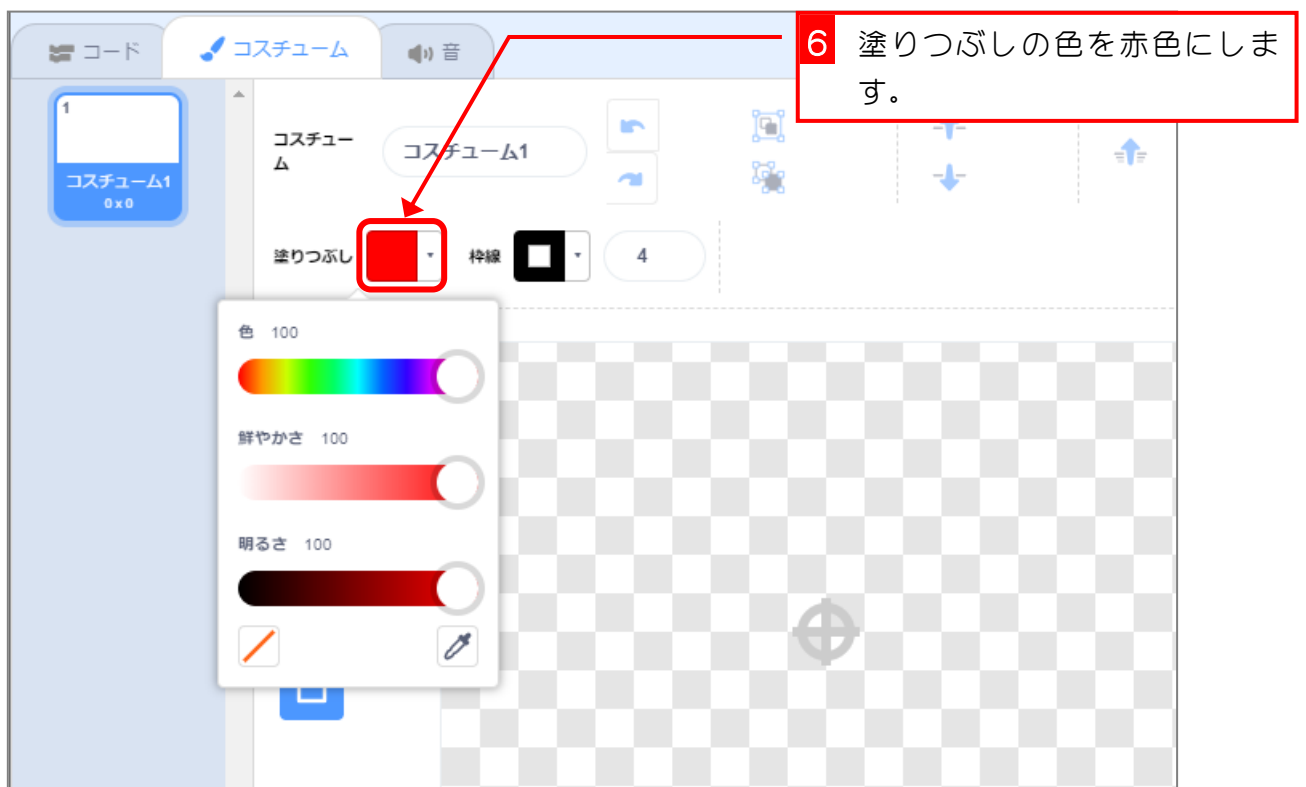 コード
コスチューム
音
6 塗りつぶしの色を赤色にしま
す。
1
コスチューム1
0 x 0
コスチュー
ム
コスチューム1
塗りつぶし
枠線
4
色 100
鮮やかさ 100
明るさ 100